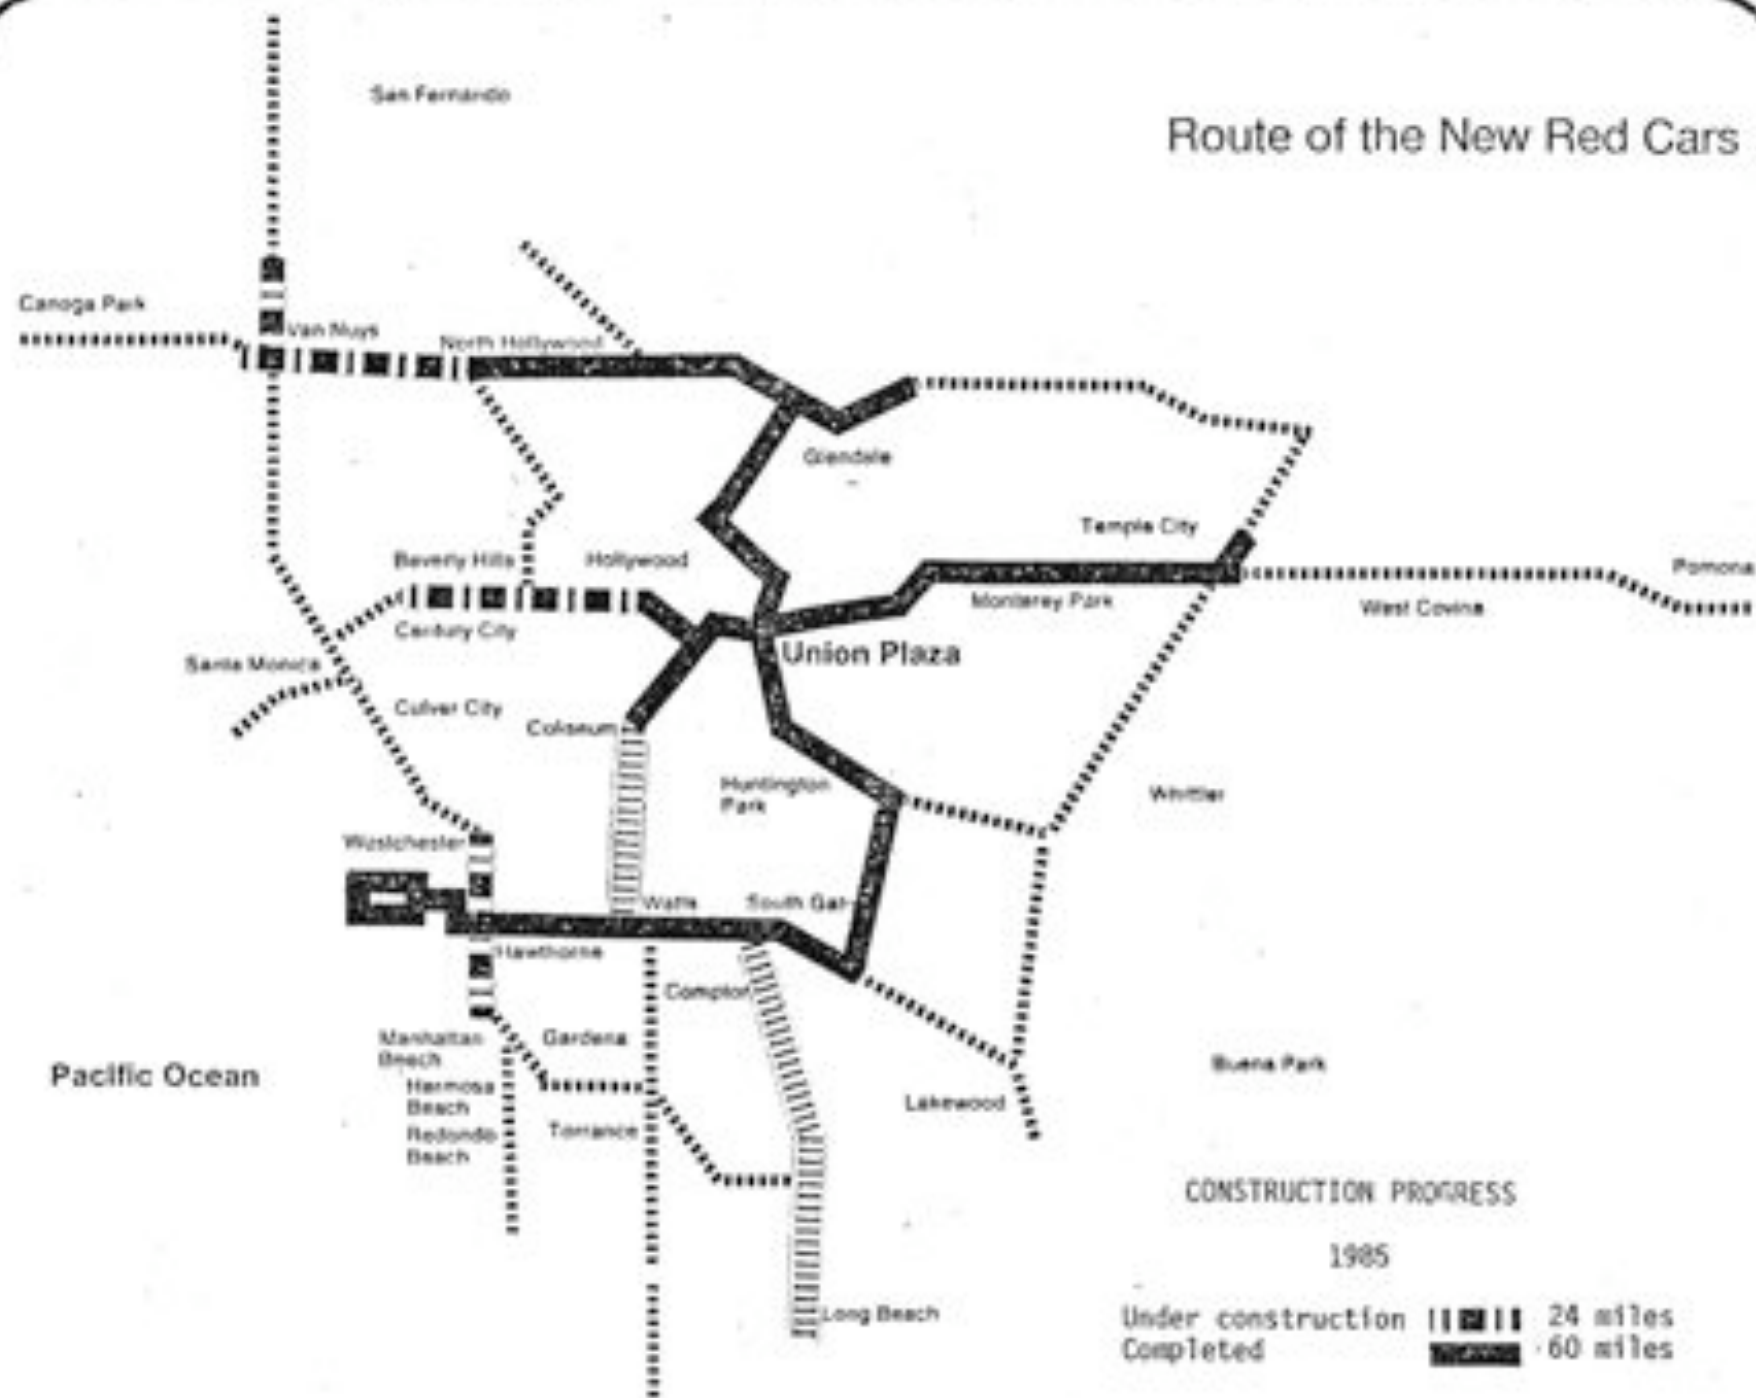 San Fernando
Route of the New Red Cars
Canoga Park
Van Nuys
North Hollywood
Glendale
Temple City
Beverly Hills
Hollywood
Pomona
Monterey Park
West Covina
Century City
Union Plaza
Santa Monica
Culver City
Coliseum
Huntington
Park
Whittier
Westchester
Watts
South Gat
Hawthorne
Compton
Manhattan
Beach
Gardena
Pacific Ocean
Hermosa
Beach
Buena Park
Lakewood
Redondo
Beach
Torrance
CONSTRUCTION PROGRESS
1985
Long Beach
Under construction 24 miles
Completed 60 miles